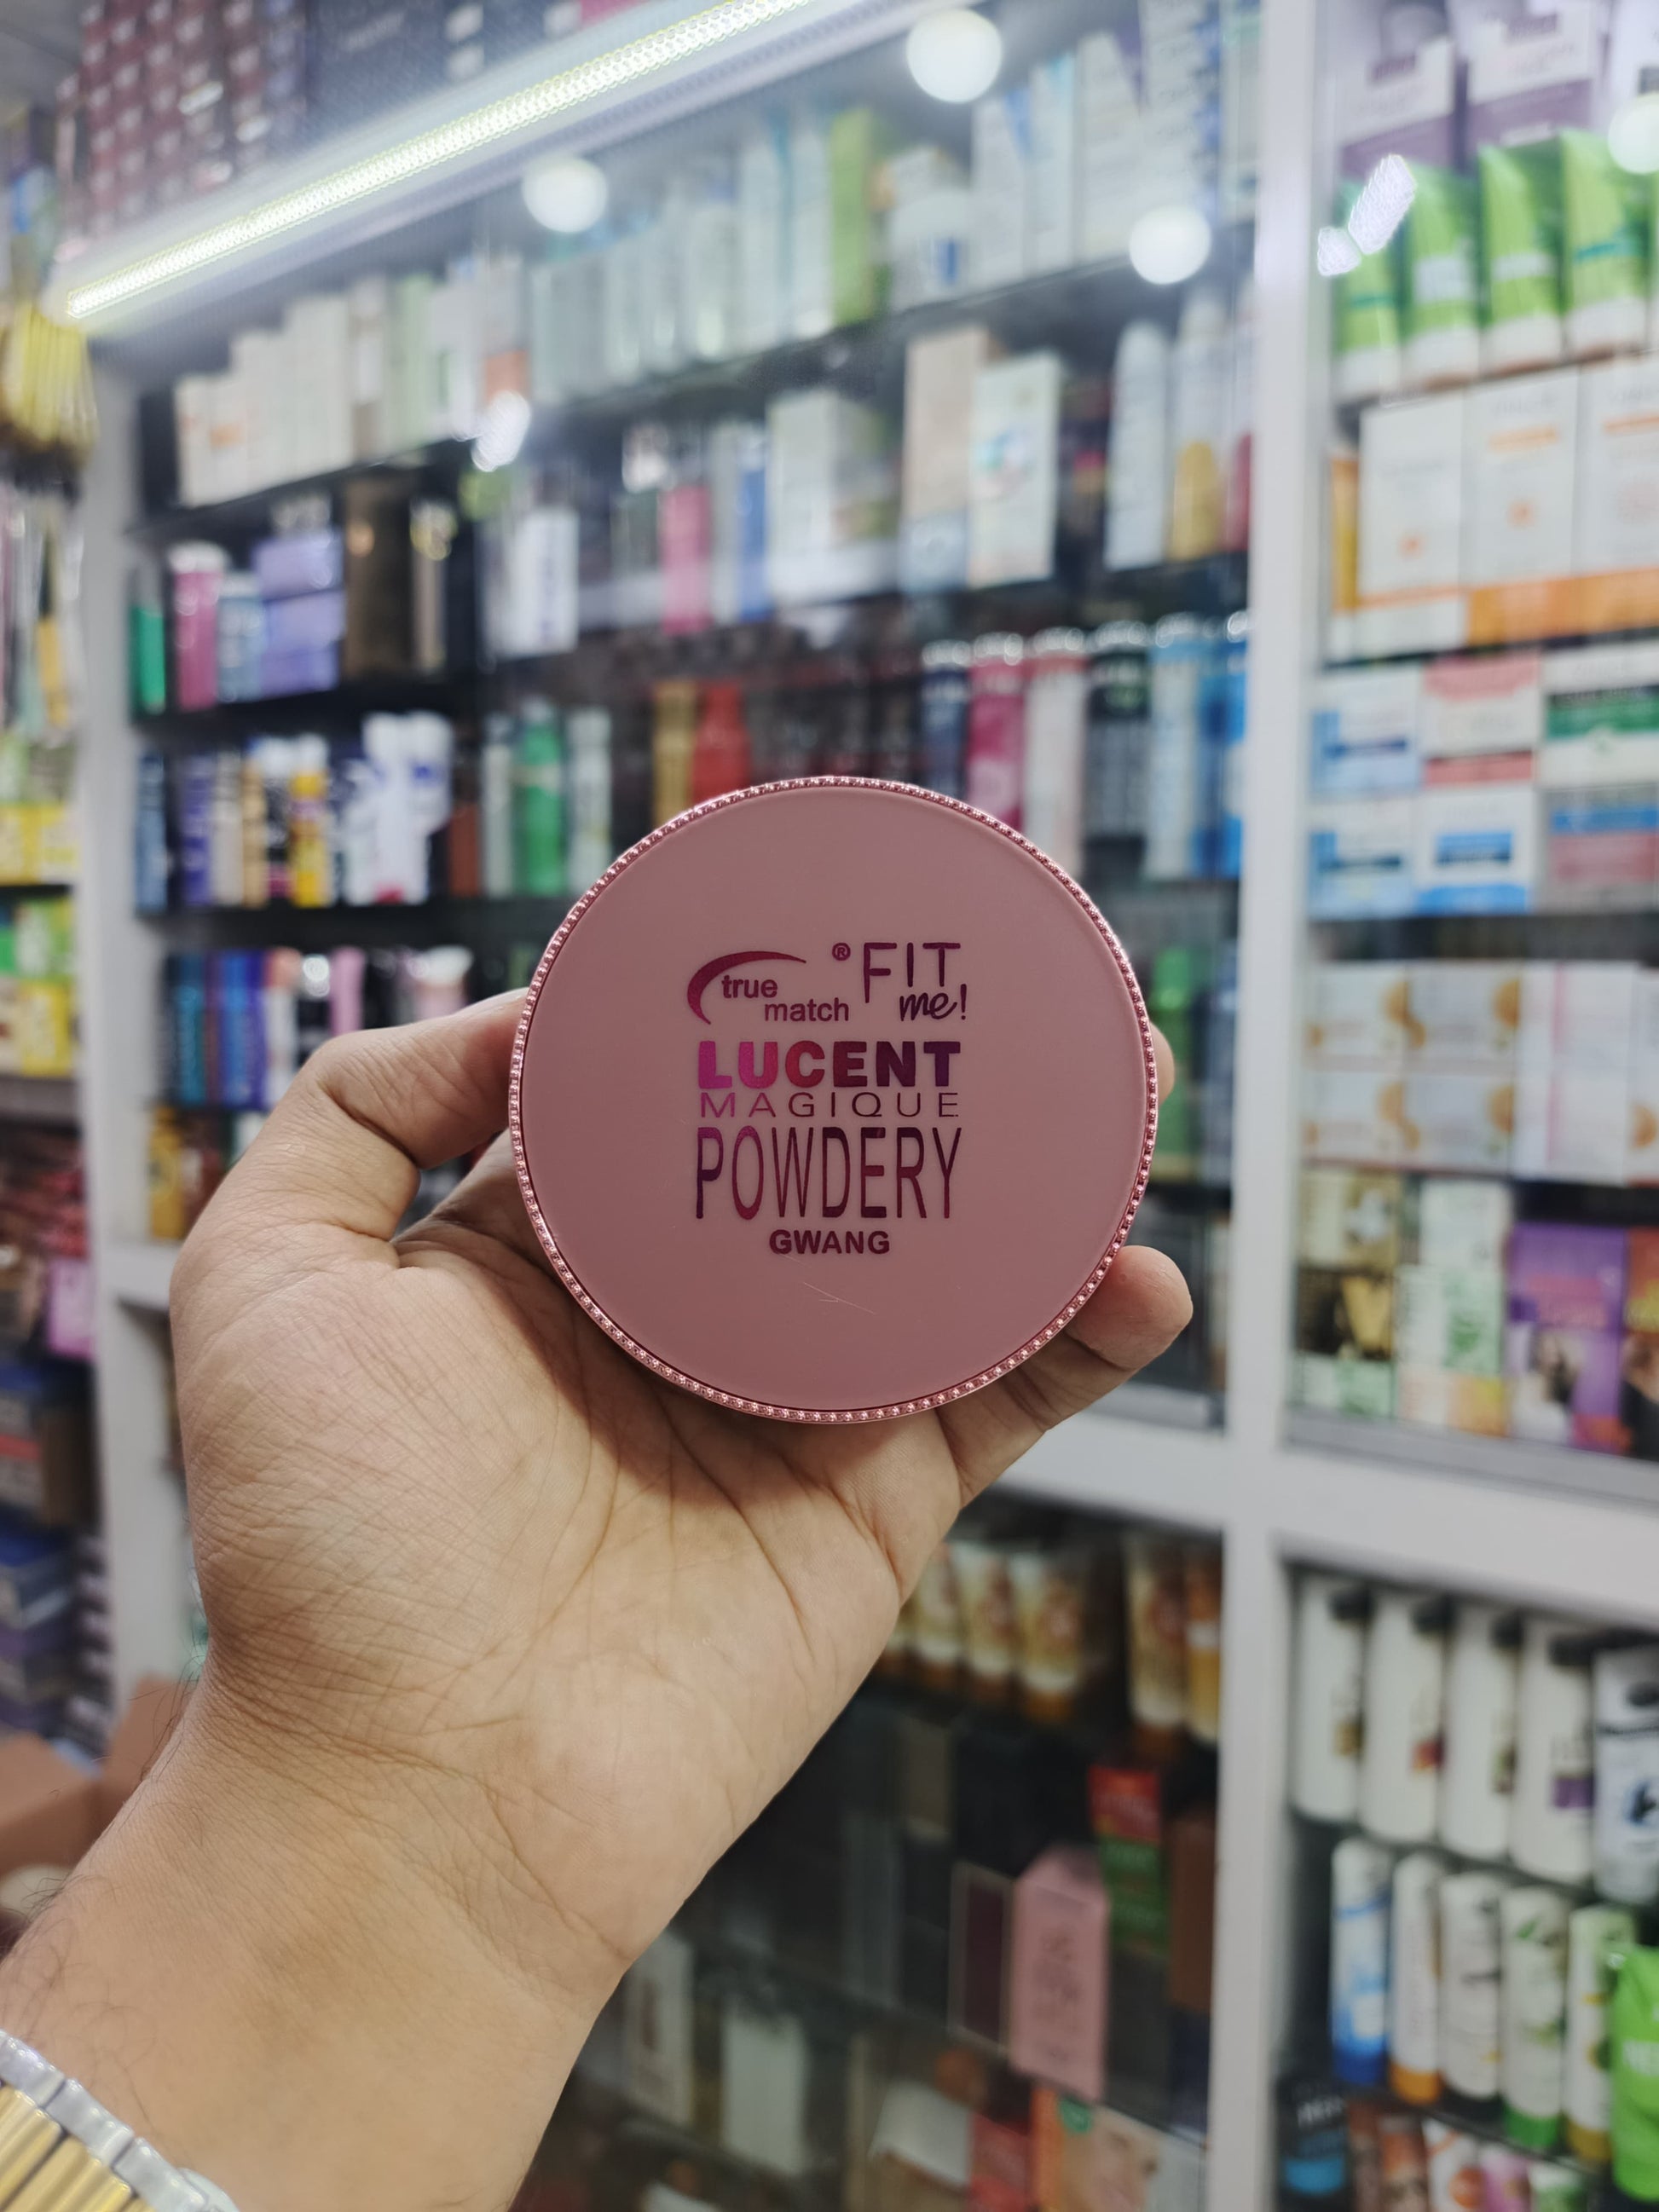 true match ® FIT me!
LUCENT
MAGIQUE
POWDERY
GWANG